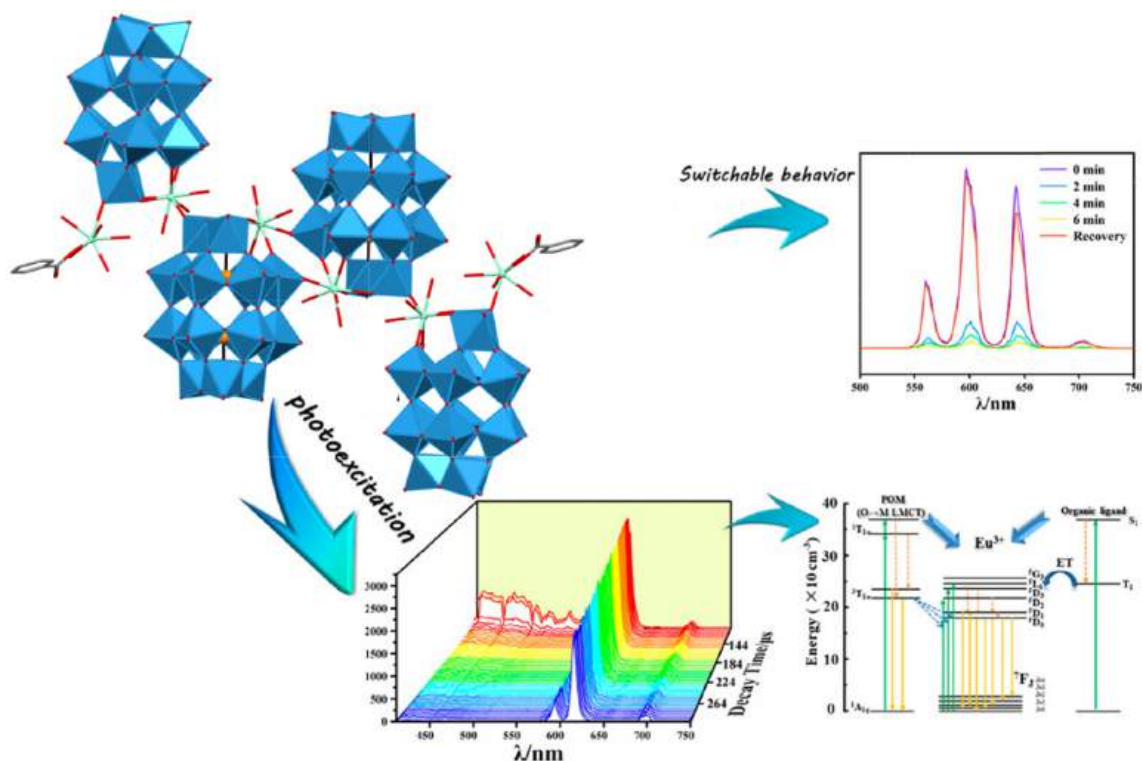 Switchable behavior
0 min
2 min
4 min
6 min
Recovery
500 550 600 650 700 750
λ/nm
photoexcitation
3000
2500
2000
1500
1000
500
0
450 500 550 600 650 700 750
λ/nm
144
184
224
264
Decay Time/μs
Energy ( ×10 cm⁻³)
40
30
20
10
0
POM
(O→M LMCT)
Eu³⁺
Organic ligand
S₁
ET
T₁
¹A₁g
⁷F_J